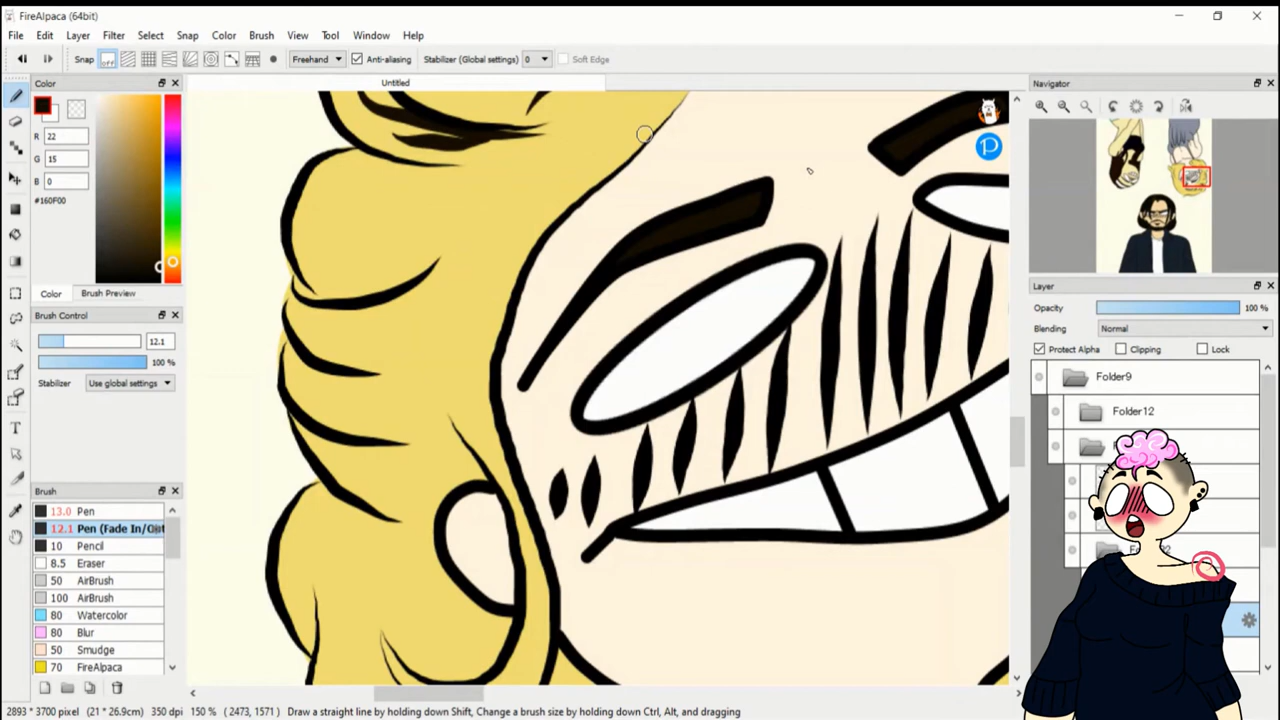 FireAlpaca (64bit)
File Edit Layer Filter Select Snap Color Brush View Tool Window Help
Snap off Freehand Anti-aliasing Stabilizer (Global settings) 0 Soft Edge
Color
Untitled
Navigator
R 22
G 15
B 0
#160F00
Color Brush Preview
Brush Control
12.1
100 %
Stabilizer Use global settings
Brush
13.0 Pen
12.1 Pen (Fade In/Out
10 Pencil
8.5 Eraser
50 AirBrush
100 AirBrush
80 Watercolor
80 Blur
50 Smudge
70 FireAlpaca
P
Layer
Opacity 100 %
Blending Normal
Protect Alpha Clipping Lock
Folder9
Folder12
2893 * 3700 pixel (21 * 26.9cm) 350 dpi 150 % ( 2473, 1571 ) Draw a straight line by holding down Shift, Change a brush size by holding down Ctrl, Alt, and dragging